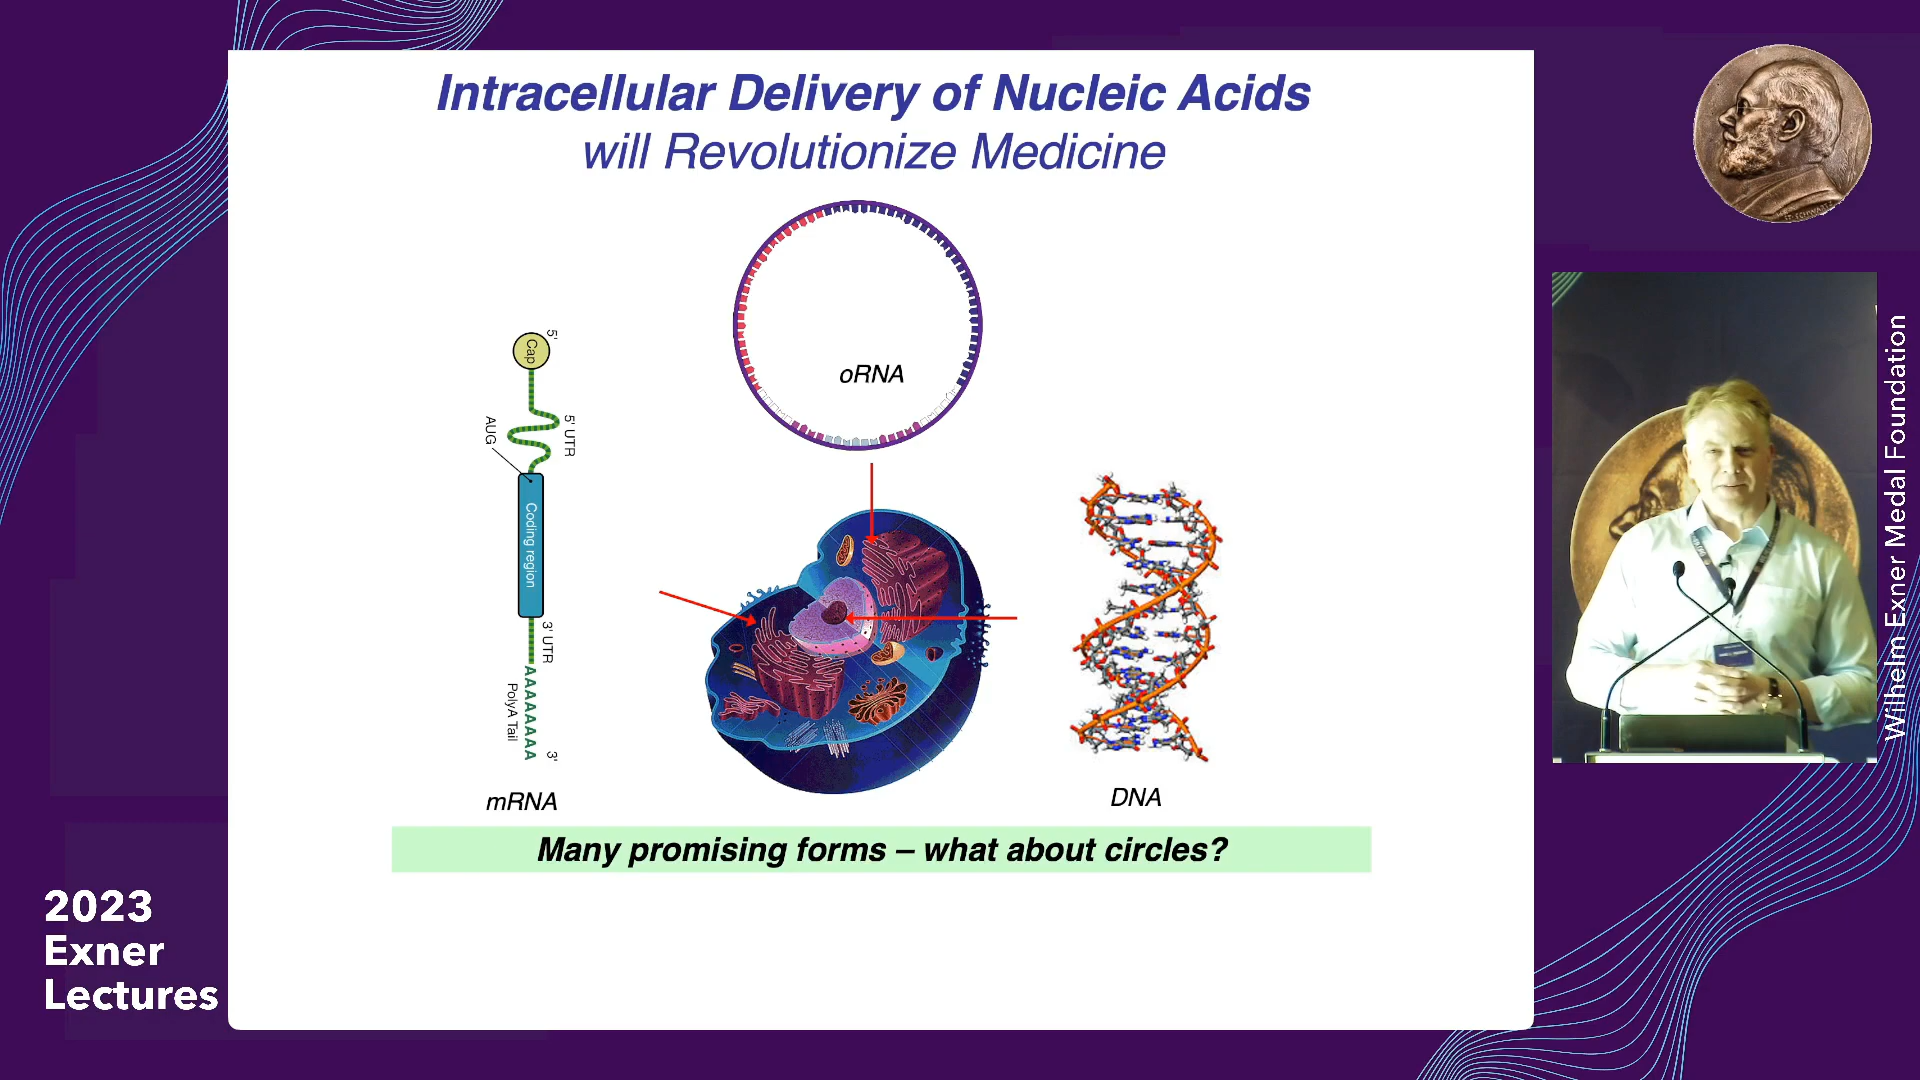 Intracellular Delivery of Nucleic Acids
will Revolutionize Medicine
oRNA
5'
Cap
5' UTR
AUG
Coding region
3' UTR
AAAAAAAA
PolyA Tail
3'
mRNA
DNA
Many promising forms – what about circles?
2023
Exner
Lectures
Wilhelm Exner Medal Foundation